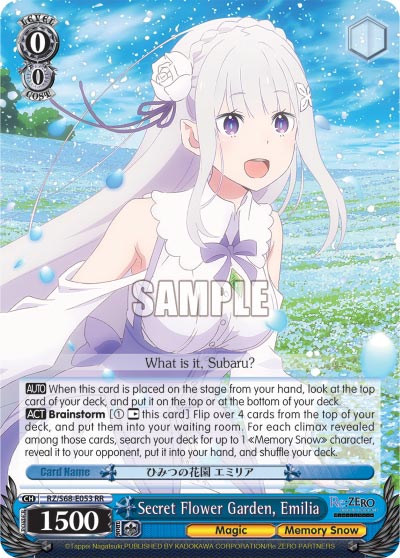 LEVEL
0
0
COST
1
SAMPLE
What is it, Subaru?
AUTO When this card is placed on the stage from your hand, look at the top
card of your deck, and put it on top or at the bottom of your deck.
ACT Brainstorm [① this card] Flip over 4 cards from the top of your
deck, and put them into your waiting room. For each climax revealed
among those cards, search your deck for up to 1 «Memory Snow» character,
reveal it to your opponent, put it into your hand, and shuffle your deck.
Card Name ひみつの花園 エミリア
CH RZ/S68-E053 RR
Secret Flower Garden, Emilia
Re:ZERO
POWER 1500 SOUL
Magic Memory Snow
©Tappei Nagatsuki,PUBLISHED BY KADOKAWA CORPORATION/Re:ZERO PARTNERS